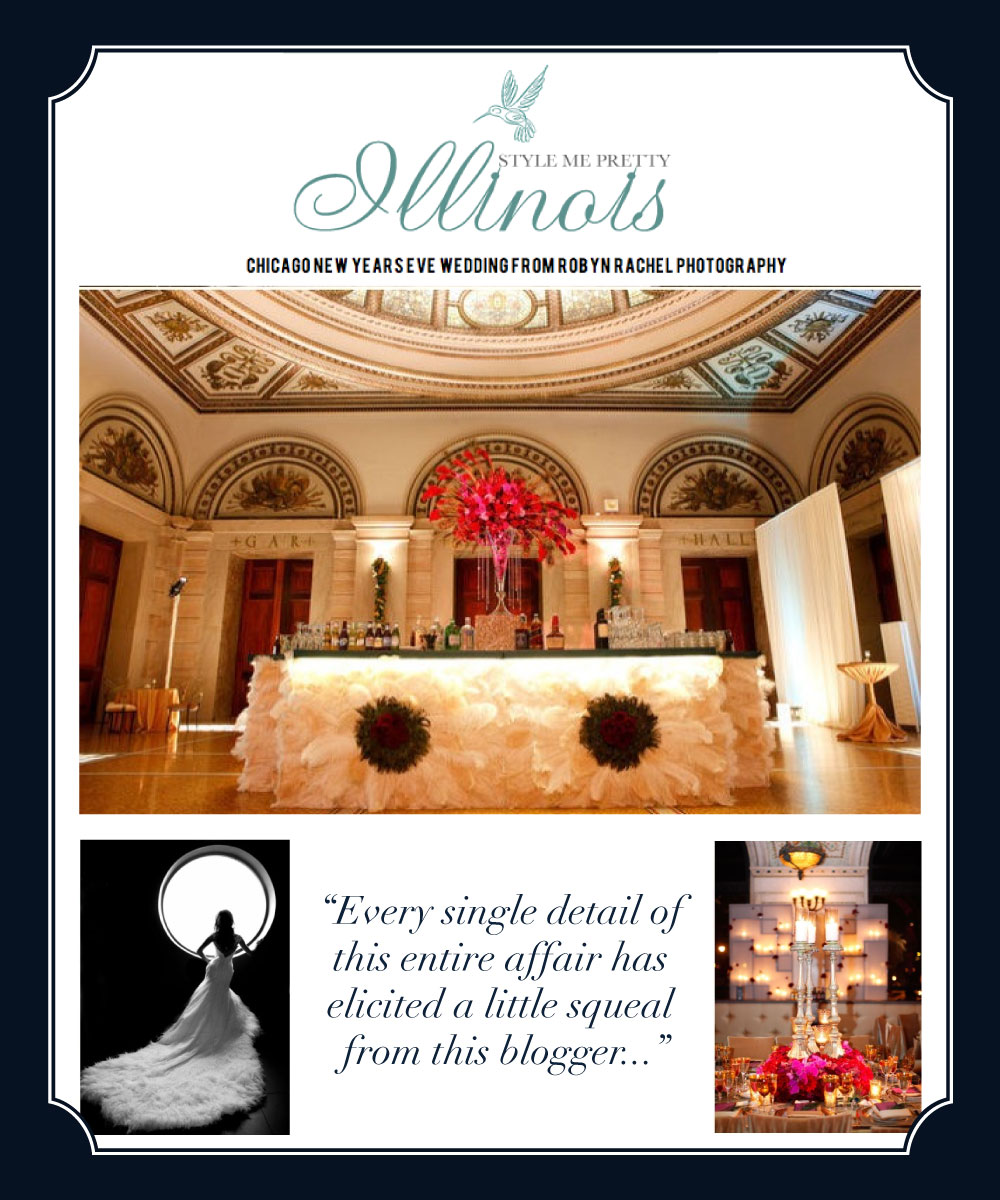 STYLE ME PRETTY
Illinois
CHICAGO NEW YEARS EVE WEDDING FROM ROBYN RACHEL PHOTOGRAPHY
+GAR+
+HALL
“Every single detail of
this entire affair has
elicited a little squeal
from this blogger...”